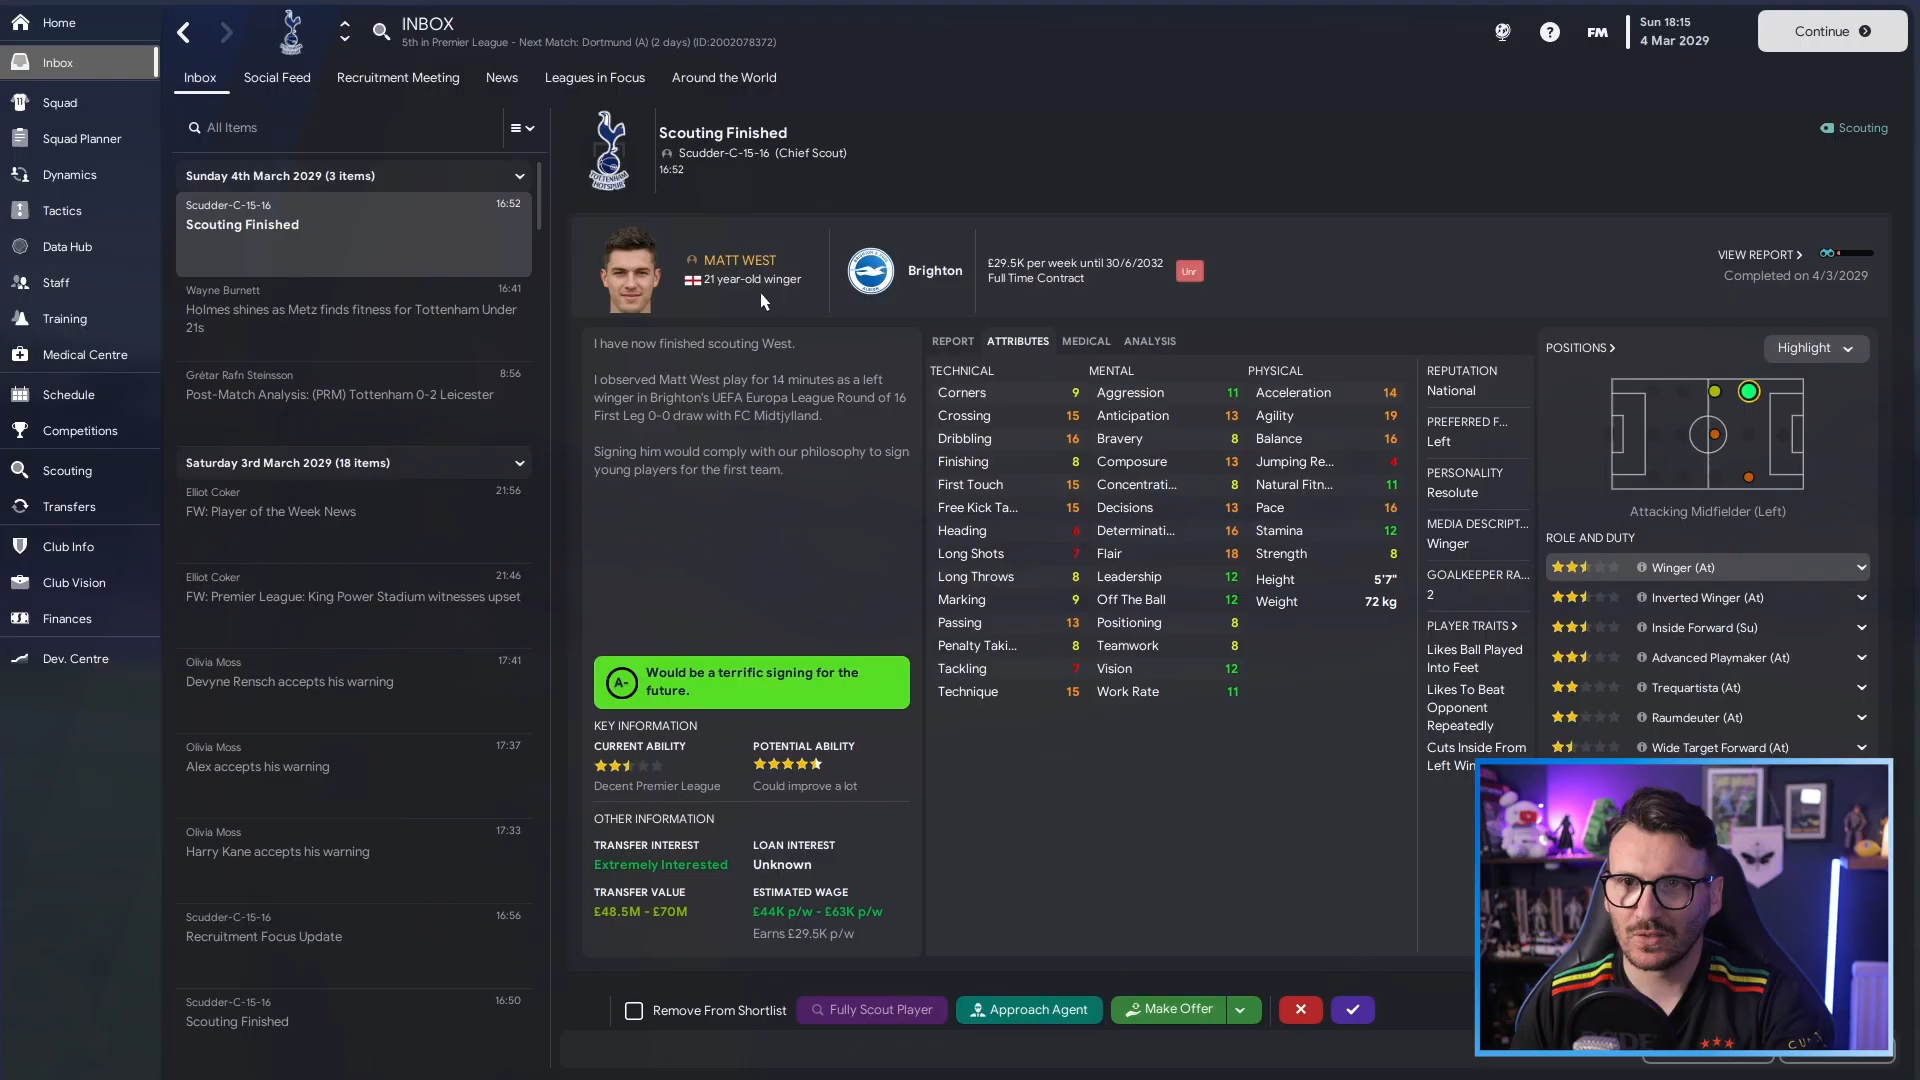 Home
Inbox
Squad
Squad Planner
Dynamics
Tactics
Data Hub
Staff
Training
Medical Centre
Schedule
Competitions
Scouting
Transfers
Club Info
Club Vision
Finances
Dev. Centre
INBOX
5th in Premier League - Next Match: Dortmund (A) (2 days) (ID:2002078372)
FM
Sun 18:15
4 Mar 2029
Continue
Inbox Social Feed Recruitment Meeting News Leagues in Focus Around the World
All Items
Sunday 4th March 2029 (3 items)
Scudder-C-15-16 16:52
Scouting Finished
Wayne Burnett 16:41
Holmes shines as Metz finds fitness for Tottenham Under
21s
Grétar Rafn Steinsson 8:56
Post-Match Analysis: (PRM) Tottenham 0-2 Leicester
Saturday 3rd March 2029 (18 items)
Elliot Coker 21:56
FW: Player of the Week News
Elliot Coker 21:46
FW: Premier League: King Power Stadium witnesses upset
Olivia Moss 17:41
Devyne Rensch accepts his warning
Olivia Moss 17:37
Alex accepts his warning
Olivia Moss 17:33
Harry Kane accepts his warning
Scudder-C-15-16 16:56
Recruitment Focus Update
Scudder-C-15-16 16:50
Scouting Finished
TOTTENHAM
HOTSPUR
Scouting Finished
Scudder-C-15-16 (Chief Scout)
16:52
Scouting
MATT WEST
21 year-old winger
Brighton
£29.5K per week until 30/6/2032
Full Time Contract
Unr
VIEW REPORT >
Completed on 4/3/2029
I have now finished scouting West.
I observed Matt West play for 14 minutes as a left
winger in Brighton's UEFA Europa League Round of 16
First Leg 0-0 draw with FC Midtjylland.
Signing him would comply with our philosophy to sign
young players for the first team.
A-
Would be a terrific signing for the
future.
KEY INFORMATION
CURRENT ABILITY POTENTIAL ABILITY
Decent Premier League Could improve a lot
OTHER INFORMATION
TRANSFER INTEREST LOAN INTEREST
Extremely Interested Unknown
TRANSFER VALUE ESTIMATED WAGE
£48.5M - £70M £44K p/w - £63K p/w
Earns £29.5K p/w
REPORT ATTRIBUTES MEDICAL ANALYSIS
TECHNICAL MENTAL PHYSICAL
Corners 9 Aggression 11 Acceleration 14
Crossing 15 Anticipation 13 Agility 19
Dribbling 16 Bravery 8 Balance 16
Finishing 8 Composure 13 Jumping Re... 4
First Touch 15 Concentrati... 8 Natural Fitn... 11
Free Kick Ta... 15 Decisions 13 Pace 16
Heading Determinati... 16 Stamina 12
Long Shots 7 Flair 18 Strength 8
Long Throws 8 Leadership 12 Height 5'7"
Marking 9 Off The Ball 12 Weight 72 kg
Passing 13 Positioning 8
Penalty Taki... 8 Teamwork 8
Tackling 7 Vision 12
Technique 15 Work Rate 11
REPUTATION
National
PREFERRED F...
Left
PERSONALITY
Resolute
MEDIA DESCRIPT...
Winger
GOALKEEPER RA...
2
PLAYER TRAITS >
Likes Ball Played
Into Feet
Likes To Beat
Opponent
Repeatedly
Cuts Inside From
Left Win
POSITIONS >
Highlight
Attacking Midfielder (Left)
ROLE AND DUTY
Winger (At)
Inverted Winger (At)
Inside Forward (Su)
Advanced Playmaker (At)
Trequartista (At)
Raumdeuter (At)
Wide Target Forward (At)
Remove From Shortlist
Fully Scout Player
Approach Agent
Make Offer